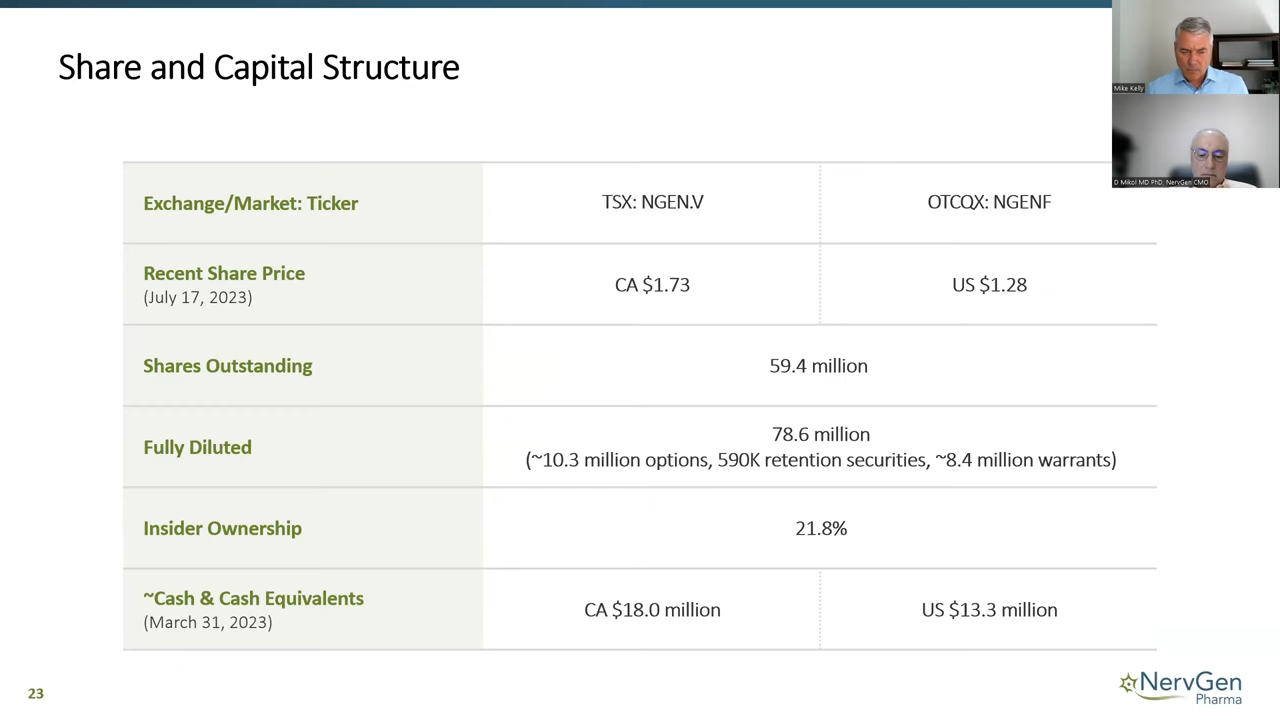 Share and Capital Structure
Mike Kelly
D Mikol MD PhD, NervGen CMO
Exchange/Market: Ticker
TSX: NGEN.V
OTCQX: NGENF
Recent Share Price
(July 17, 2023)
CA $1.73
US $1.28
Shares Outstanding
59.4 million
Fully Diluted
78.6 million
(~10.3 million options, 590K retention securities, ~8.4 million warrants)
Insider Ownership
21.8%
~Cash & Cash Equivalents
(March 31, 2023)
CA $18.0 million
US $13.3 million
23
NervGen
Pharma